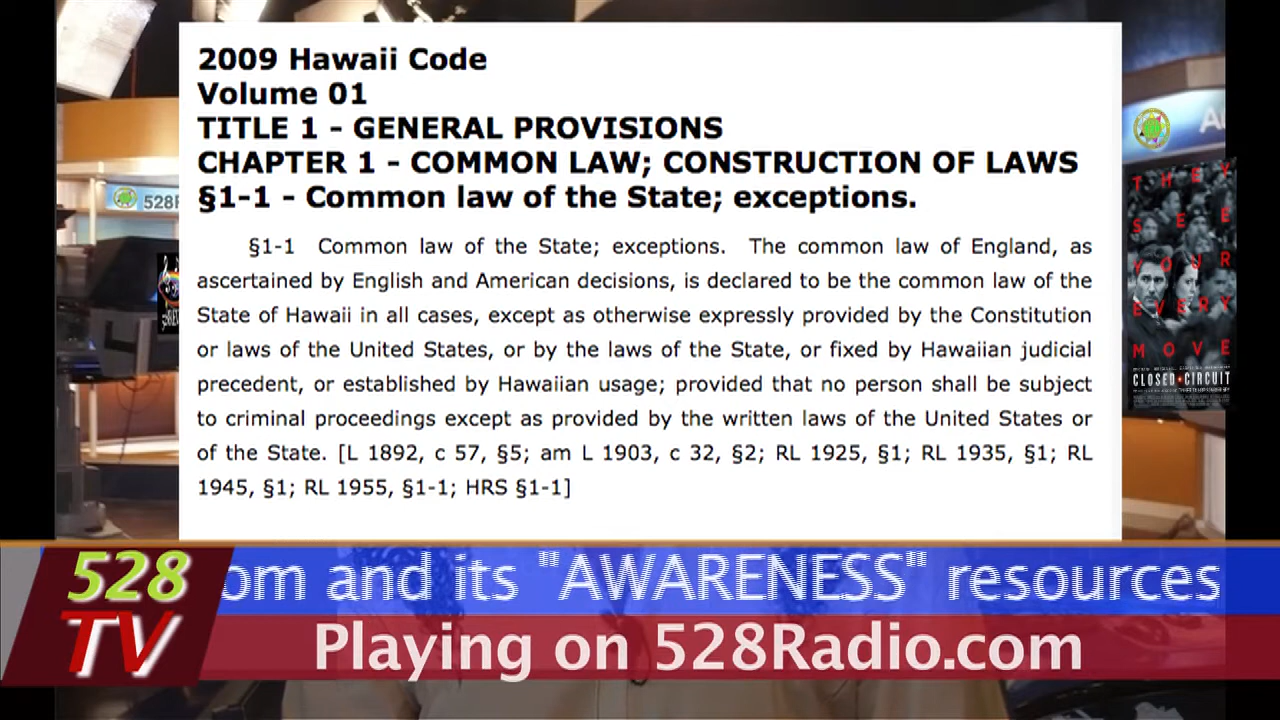 2009 Hawaii Code
Volume 01
TITLE 1 - GENERAL PROVISIONS
CHAPTER 1 - COMMON LAW; CONSTRUCTION OF LAWS
§1-1 - Common law of the State; exceptions.
§1-1 Common law of the State; exceptions. The common law of England, as
ascertained by English and American decisions, is declared to be the common law of the
State of Hawaii in all cases, except as otherwise expressly provided by the Constitution
or laws of the United States, or by the laws of the State, or fixed by Hawaiian judicial
precedent, or established by Hawaiian usage; provided that no person shall be subject
to criminal proceedings except as provided by the written laws of the United States or
of the State. [L 1892, c 57, §5; am L 1903, c 32, §2; RL 1925, §1; RL 1935, §1; RL
1945, §1; RL 1955, §1-1; HRS §1-1]
528
THEY
SEE
YOUR
EVERY
MOVE
CLOSED CIRCUIT
528
TV
om and its "AWARENESS" resources
Playing on 528Radio.com